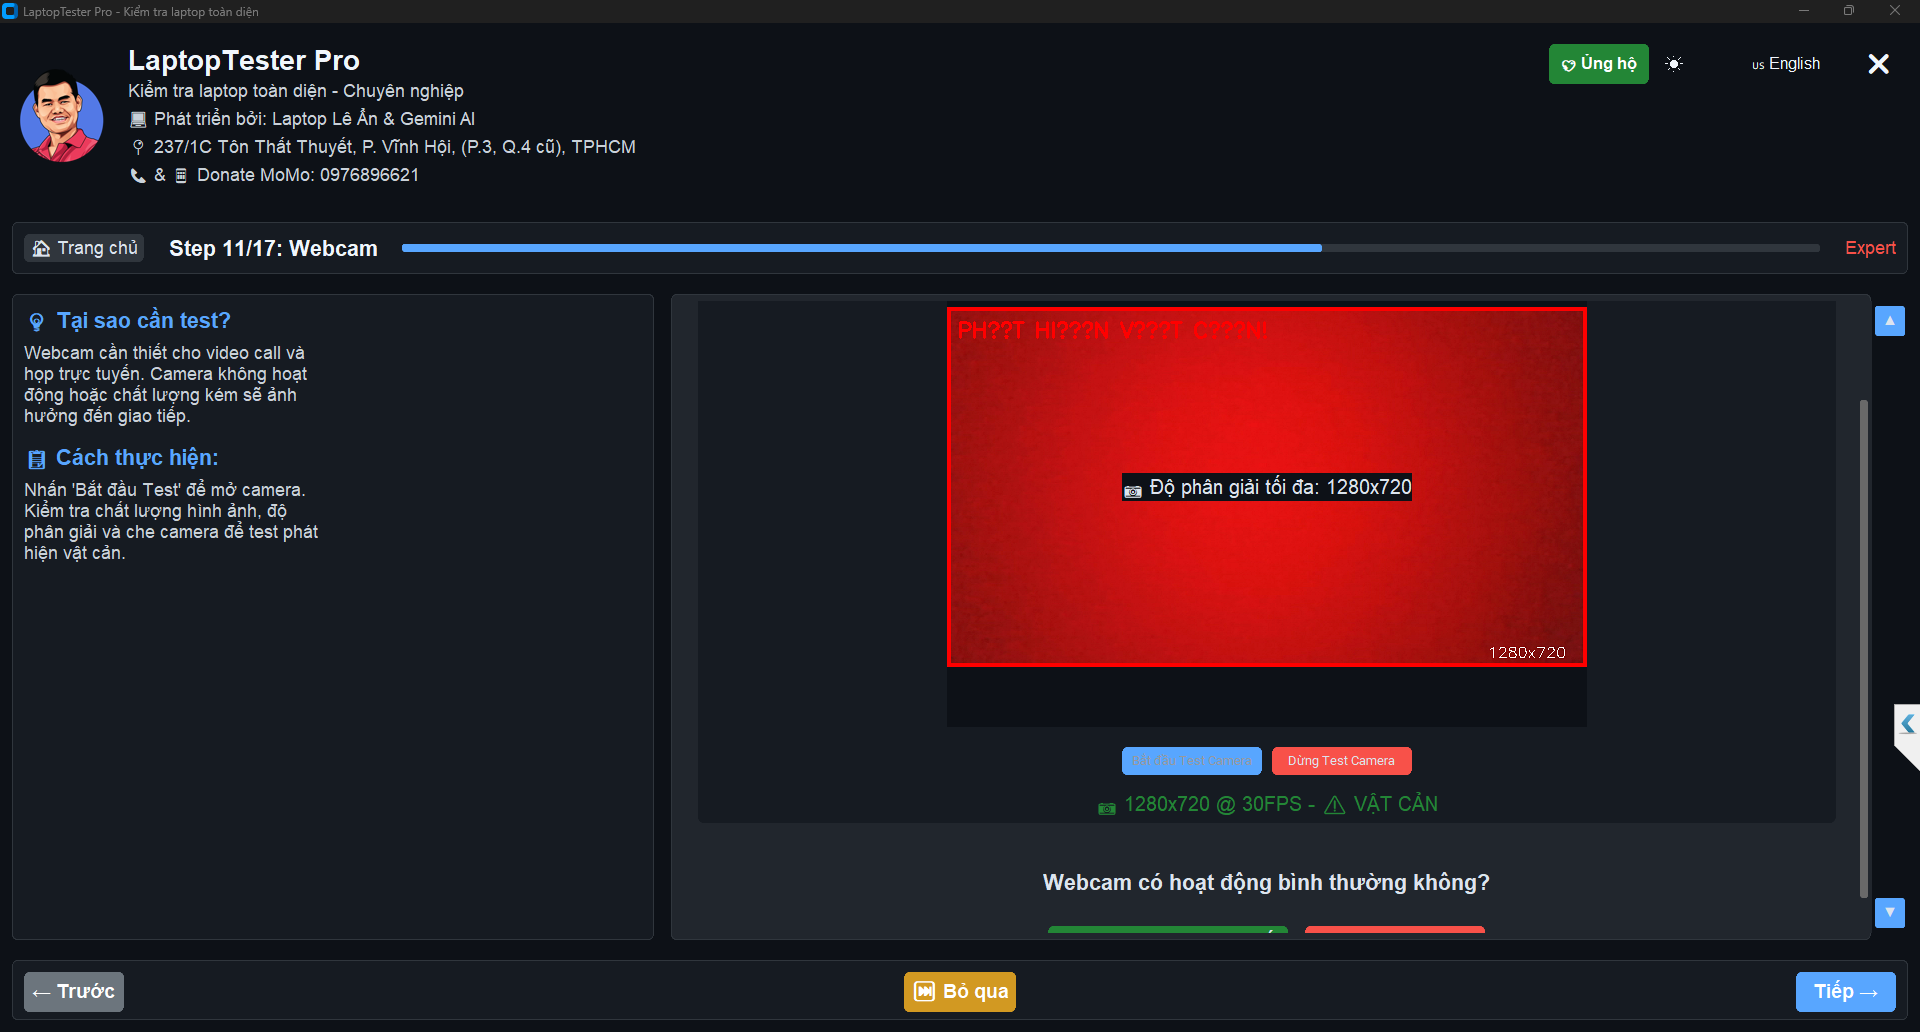 LaptopTester Pro - Kiểm tra laptop toàn diện
LaptopTester Pro
Kiểm tra laptop toàn diện - Chuyên nghiệp
Phát triển bởi: Laptop Lê Ẩn & Gemini AI
237/1C Tôn Thất Thuyết, P. Vĩnh Hội, (P.3, Q.4 cũ), TPHCM
& Donate MoMo: 0976896621
Ủng hộ
us English
Trang chủ
Step 11/17: Webcam
Expert
Tại sao cần test?
Webcam cần thiết cho video call và
họp trực tuyến. Camera không hoạt
động hoặc chất lượng kém sẽ ảnh
hưởng đến giao tiếp.
Cách thực hiện:
Nhấn 'Bắt đầu Test' để mở camera.
Kiểm tra chất lượng hình ảnh, độ
phân giải và che camera để test phát
hiện vật cản.
PH??T HI???N V???T C???N!
Độ phân giải tối đa: 1280x720
1280x720
Bắt đầu Test Camera
Dừng Test Camera
1280x720 @ 30FPS - ⚠ VẬT CẢN
Webcam có hoạt động bình thường không?
← Trước
Bỏ qua
Tiếp →